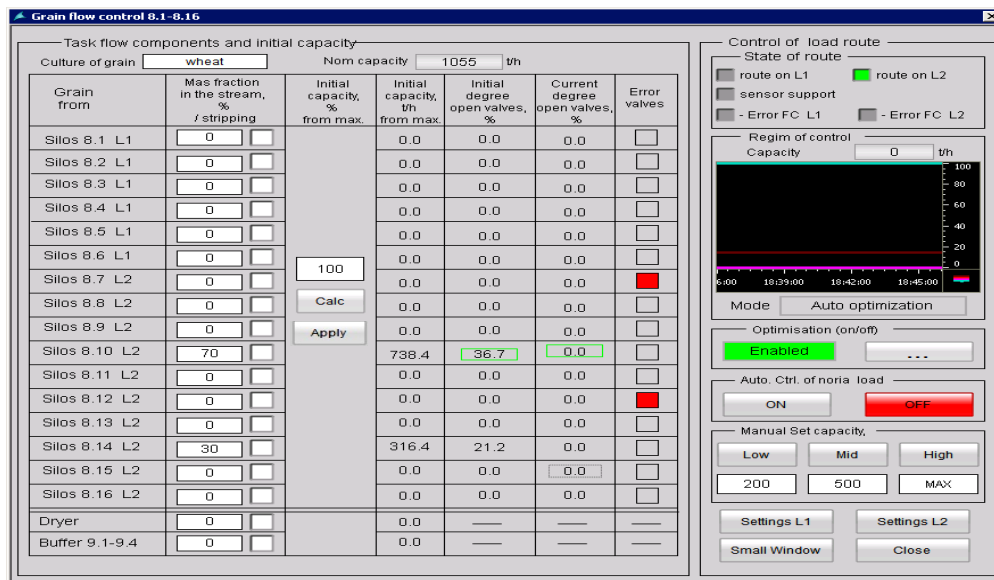 Grain flow control 8.1-8.16
Task flow components and initial capacity
Culture of grain wheat Nom capacity 1055 t/h
Grain from Mas fraction in the stream, % / stripping Initial capacity, % from max. Initial capacity, t/h from max. Initial degree open valves, % Current degree open valves, % Error valves
Silos 8.1 L1 0 0.0 0.0 0.0
Silos 8.2 L1 0 0.0 0.0 0.0
Silos 8.3 L1 0 0.0 0.0 0.0
Silos 8.4 L1 0 0.0 0.0 0.0
Silos 8.5 L1 0 0.0 0.0 0.0
Silos 8.6 L1 0 0.0 0.0 0.0
100
Silos 8.7 L2 0 0.0 0.0 0.0
Silos 8.8 L2 0 Calc 0.0 0.0 0.0
Silos 8.9 L2 0 Apply 0.0 0.0 0.0
Silos 8.10 L2 70 738.4 36.7 0.0
Silos 8.11 L2 0 0.0 0.0 0.0
Silos 8.12 L2 0 0.0 0.0 0.0
Silos 8.13 L2 0 0.0 0.0 0.0
Silos 8.14 L2 30 316.4 21.2 0.0
Silos 8.15 L2 0 0.0 0.0 0.0
Silos 8.16 L2 0 0.0 0.0 0.0
Dryer 0 0.0
Buffer 9.1-9.4 0 0.0
Control of load route
State of route
route on L1 route on L2
sensor support
- Error FC L1 - Error FC L2
Regim of control
Capacity 0 t/h
100
80
60
40
20
0
6:00 18:39:00 18:42:00 18:45:00
Mode Auto optimization
Optimisation (on/off)
Enabled ...
Auto. Ctrl. of noria load
ON OFF
Manual Set capacity,
Low Mid High
200 500 MAX
Settings L1 Settings L2
Small Window Close